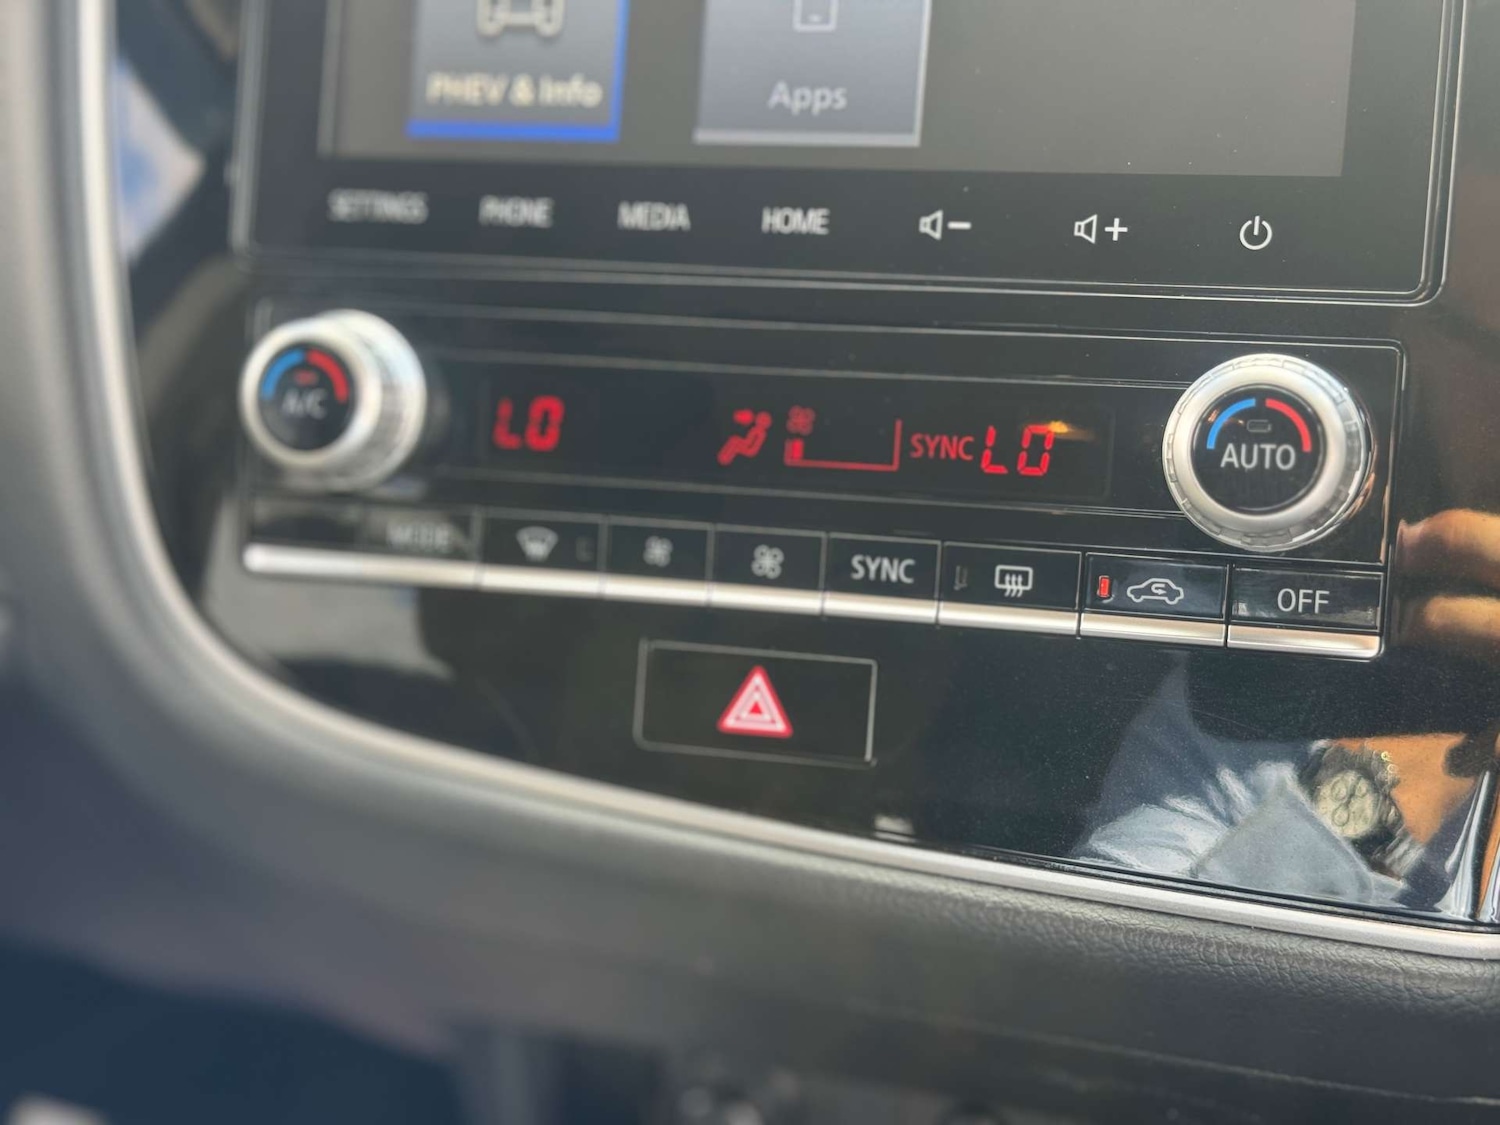 PHEV & Info
Apps
SETTINGS PHONE MEDIA HOME
A/C LO SYNC LO AUTO
MODE SYNC OFF